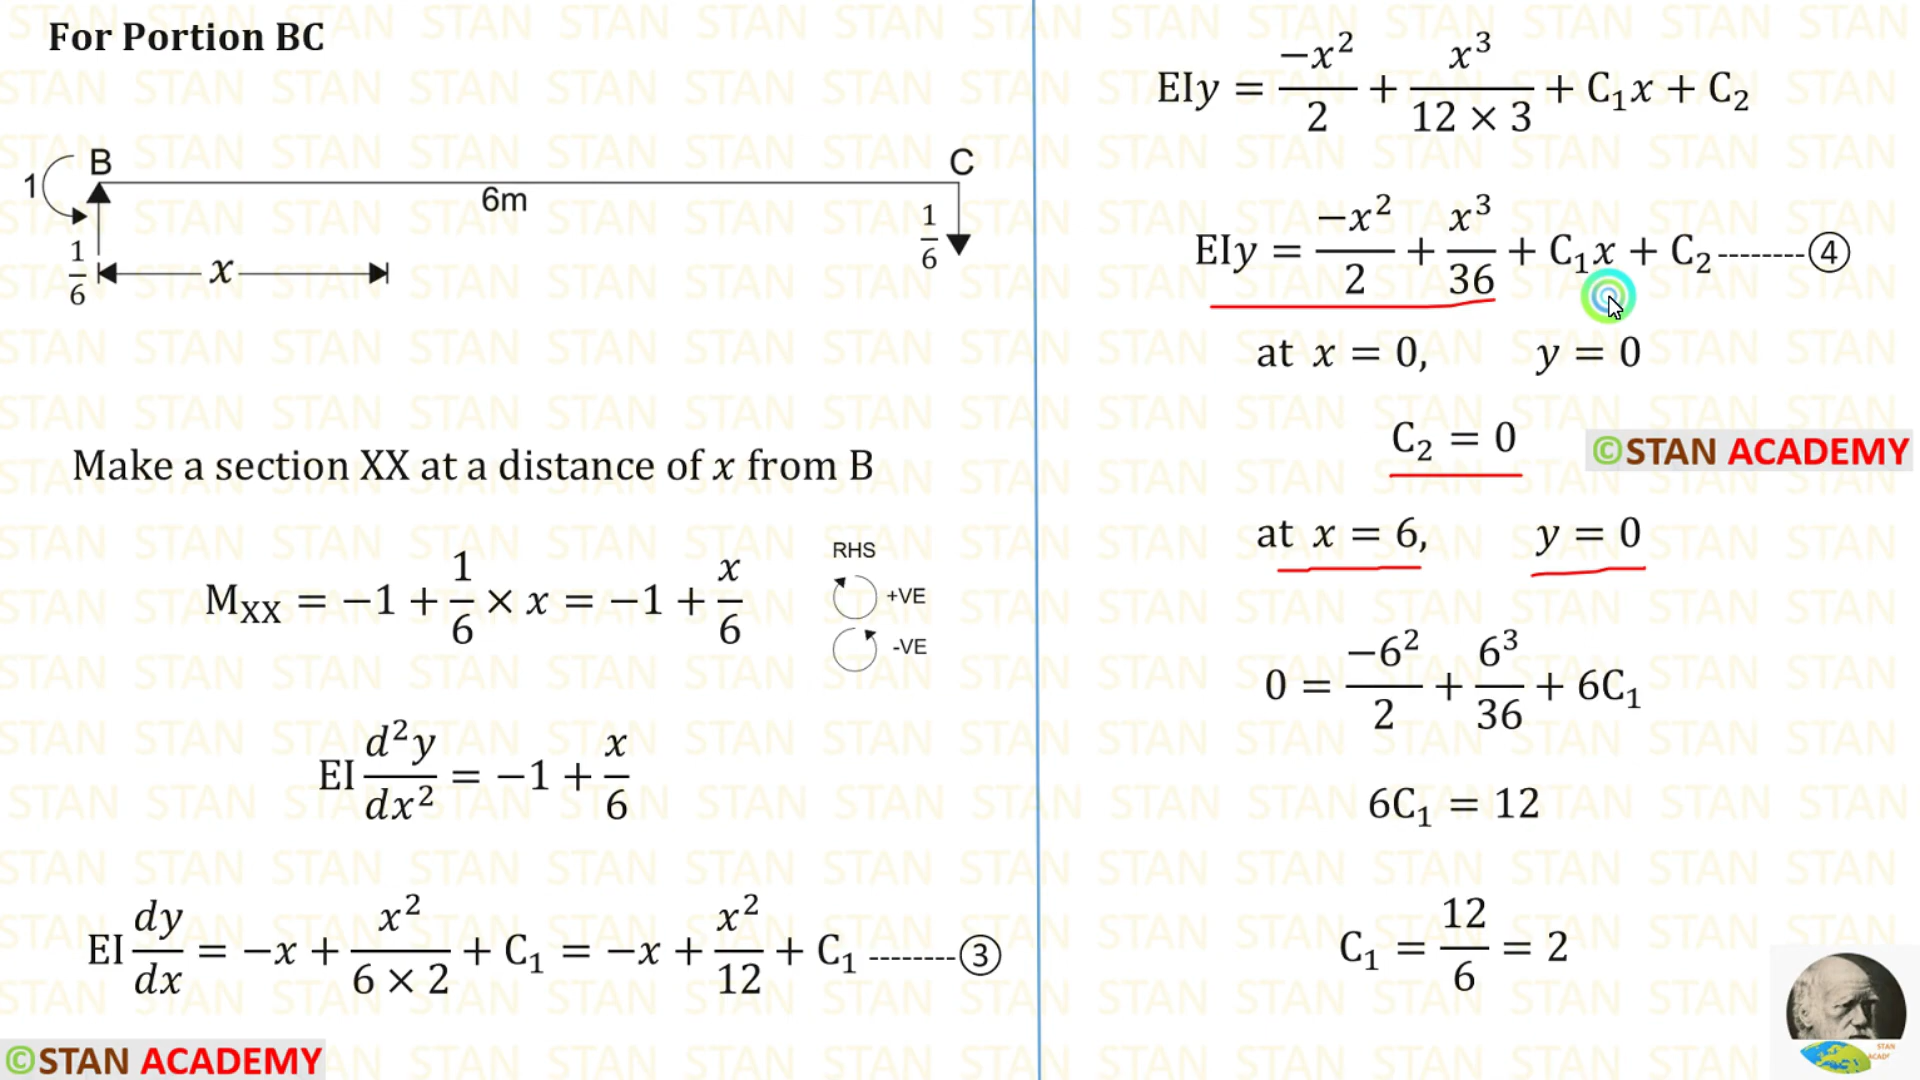 For Portion BC
1 B C
6m
1/6 x 1/6
Make a section XX at a distance of x from B
M_XX = −1 + 1/6 × x = −1 + x/6
RHS
+VE
-VE
EI d²y/dx² = −1 + x/6
EI dy/dx = −x + x²/(6 × 2) + C₁ = −x + x²/12 + C₁ --------③
©STAN ACADEMY
EIy = −x²/2 + x³/(12 × 3) + C₁x + C₂
EIy = −x²/2 + x³/36 + C₁x + C₂--------④
at x = 0, y = 0
C₂ = 0
©STAN ACADEMY
at x = 6, y = 0
0 = −6²/2 + 6³/36 + 6C₁
6C₁ = 12
C₁ = 12/6 = 2